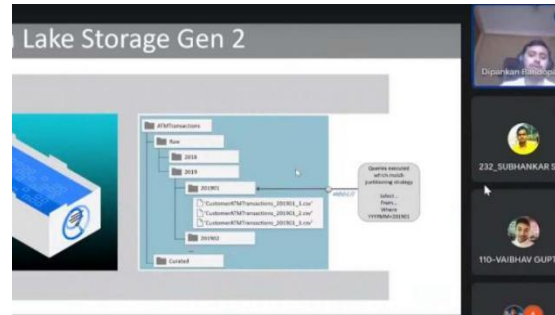 Lake Storage Gen 2
ATMTransactions
Raw
2018
2019
201901
'CustomerATMTransactions_201901_1.csv'
'CustomerATMTransactions_201901_2.csv'
'CustomerATMTransactions_201901_3.csv'
201902
Curated
Queries executed
which match
partitioning strategy
Select...
From...
Where
YYYYMM=201901
Dipankan
232_SUBHANKAR S
110-VAIBHAV GUPT